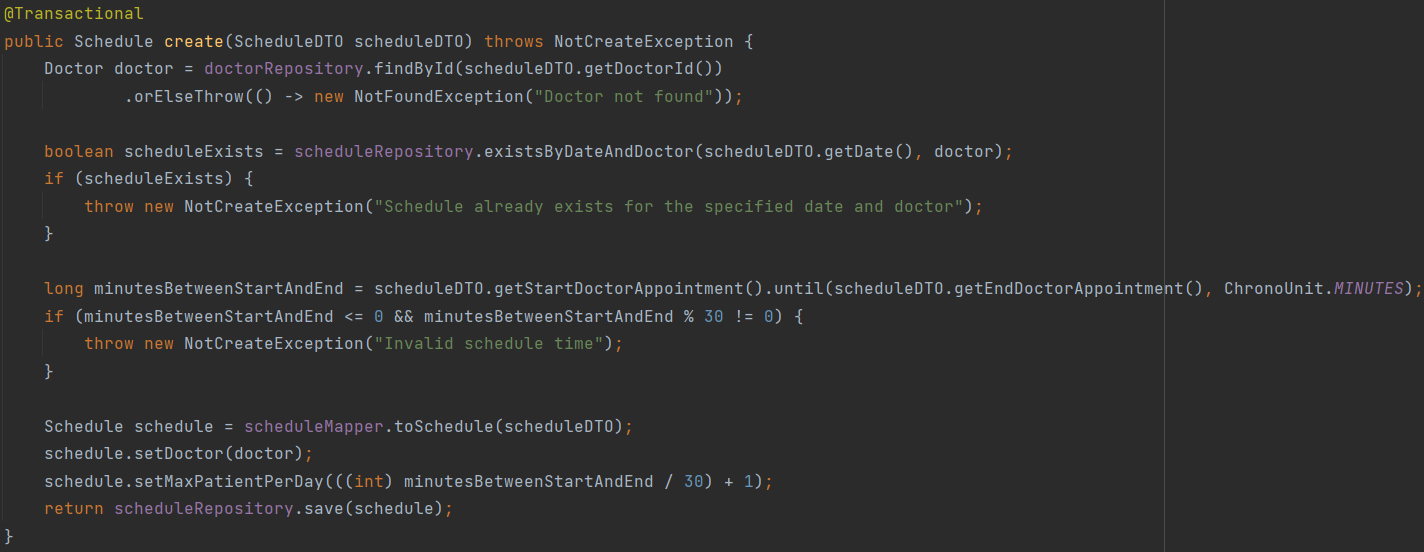 @Transactional
public Schedule create(ScheduleDTO scheduleDTO) throws NotCreateException {
    Doctor doctor = doctorRepository.findById(scheduleDTO.getDoctorId())
            .orElseThrow(() -> new NotFoundException("Doctor not found"));
    boolean scheduleExists = scheduleRepository.existsByDateAndDoctor(scheduleDTO.getDate(), doctor);
    if (scheduleExists) {
        throw new NotCreateException("Schedule already exists for the specified date and doctor");
    }
    long minutesBetweenStartAndEnd = scheduleDTO.getStartDoctorAppointment().until(scheduleDTO.getEndDoctorAppointment(), ChronoUnit.MINUTES);
    if (minutesBetweenStartAndEnd <= 0 && minutesBetweenStartAndEnd % 30 != 0) {
        throw new NotCreateException("Invalid schedule time");
    }
    Schedule schedule = scheduleMapper.toSchedule(scheduleDTO);
    schedule.setDoctor(doctor);
    schedule.setMaxPatientPerDay(((int) minutesBetweenStartAndEnd / 30) + 1);
    return scheduleRepository.save(schedule);
}